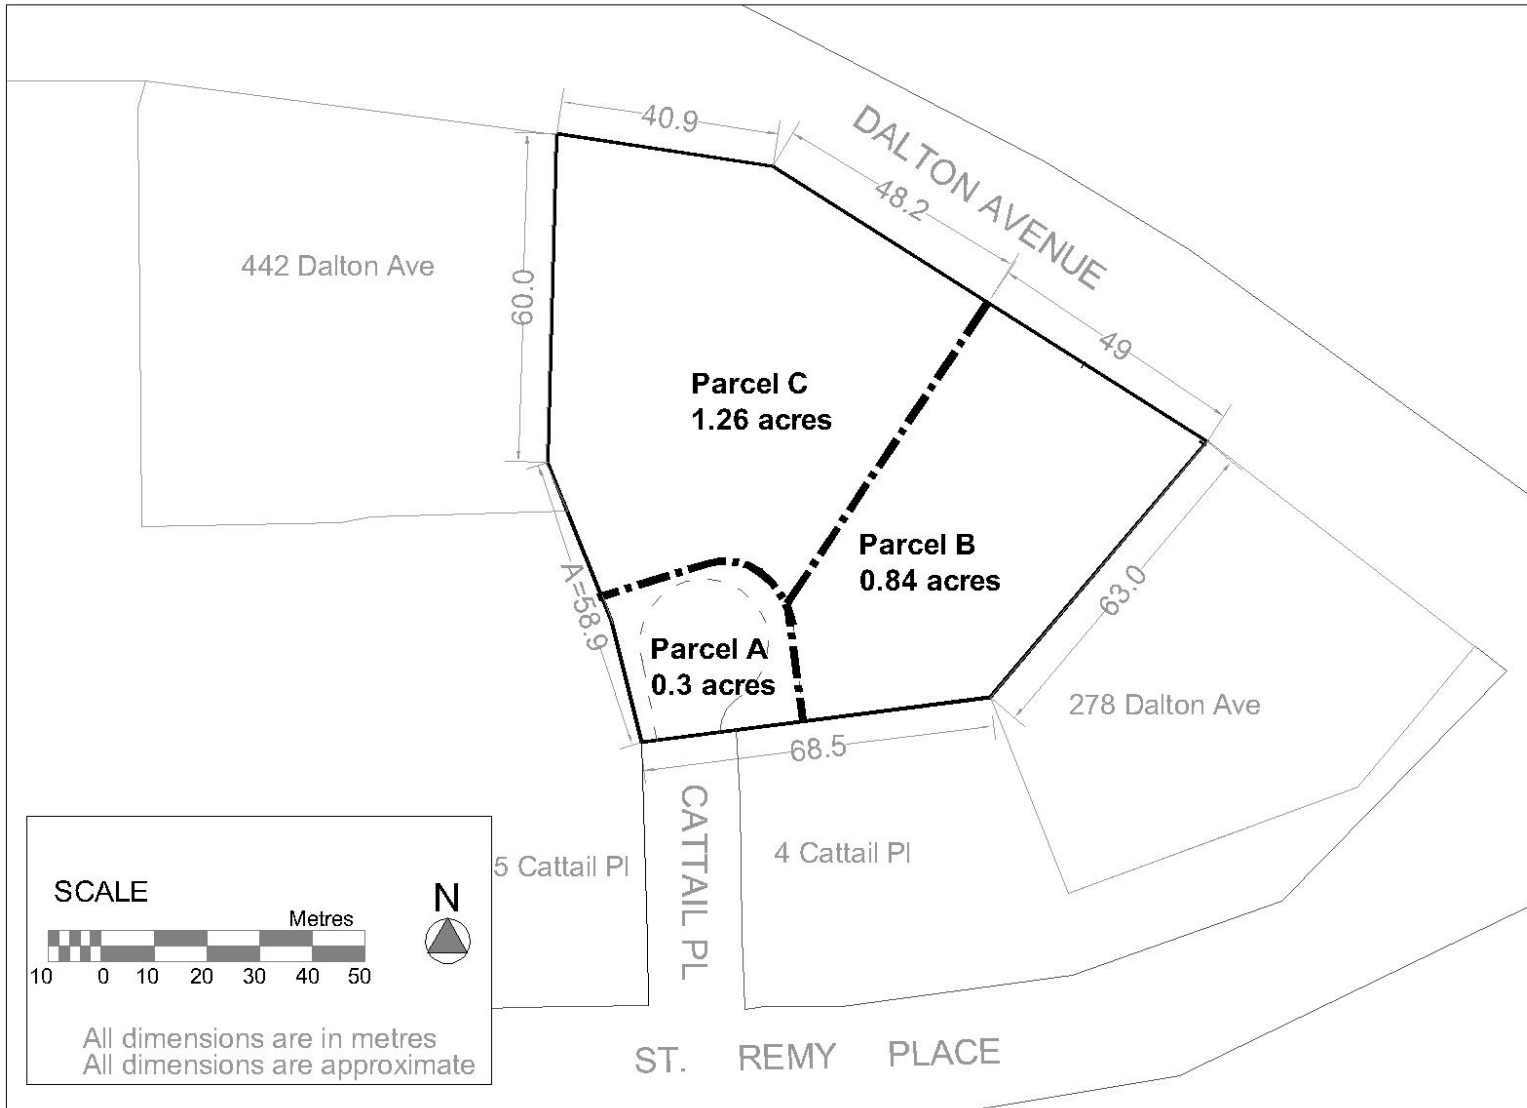 40.9
DALTON AVENUE
48.2
442 Dalton Ave
60.0
49
Parcel C
1.26 acres
Parcel B
0.84 acres
A=58.9
63.0
Parcel A
0.3 acres
278 Dalton Ave
68.5
CATTAIL PL
5 Cattail Pl
4 Cattail Pl
SCALE
N
Metres
10 0 10 20 30 40 50
All dimensions are in metres
All dimensions are approximate
ST. REMY PLACE